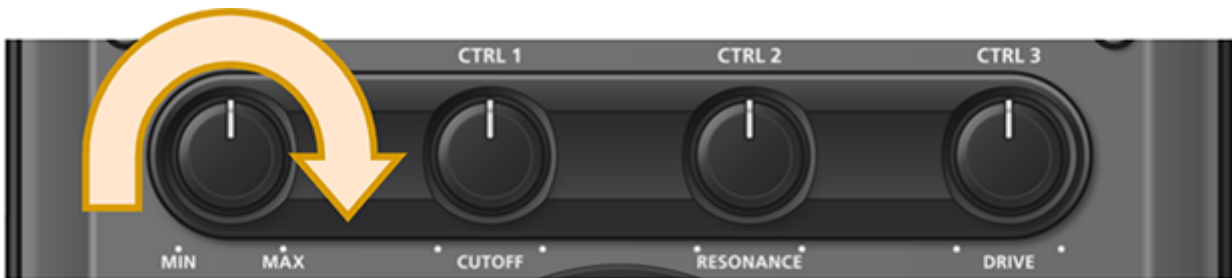 CTRL 1 CTRL 2 CTRL 3
MIN MAX CUTOFF RESONANCE DRIVE